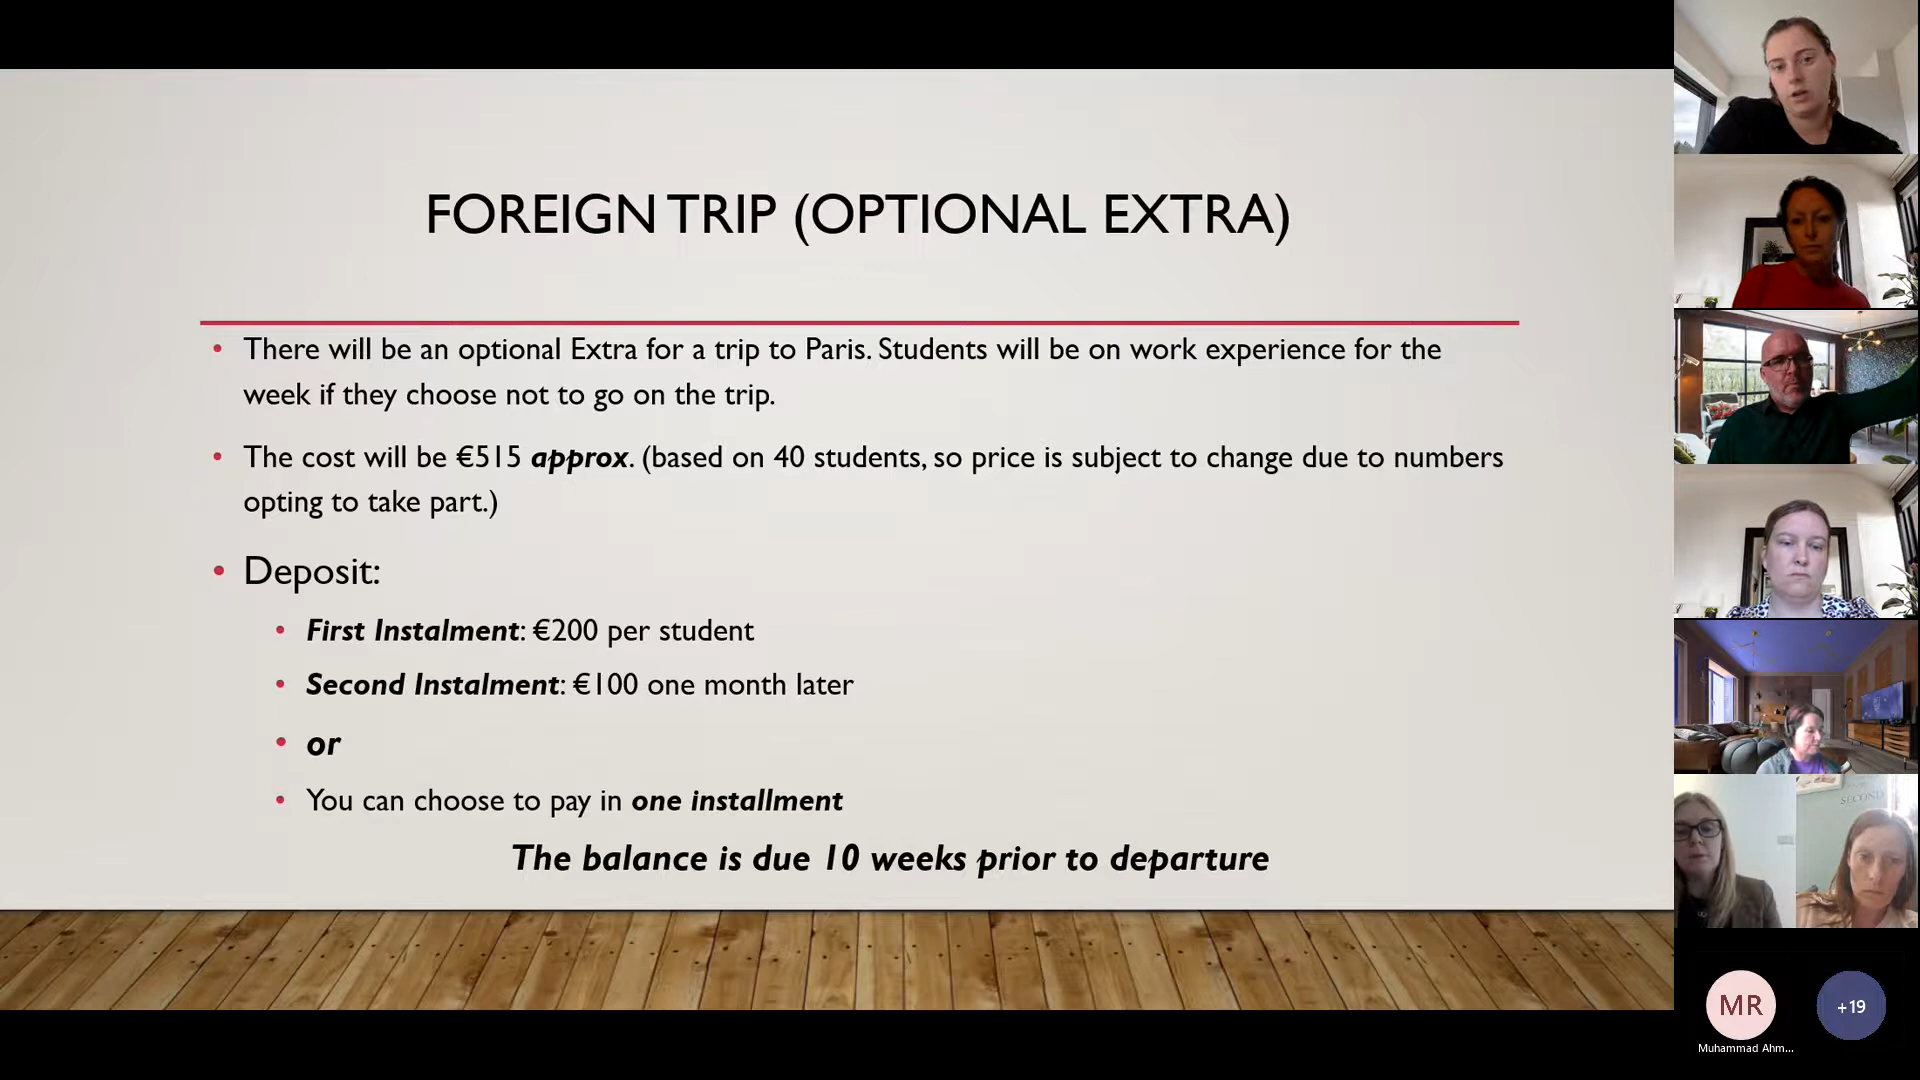 FOREIGN TRIP (OPTIONAL EXTRA)
• There will be an optional Extra for a trip to Paris. Students will be on work experience for the
week if they choose not to go on the trip.
• The cost will be €515 approx. (based on 40 students, so price is subject to change due to numbers
opting to take part.)
• Deposit:
• First Instalment: €200 per student
• Second Instalment: €100 one month later
• or
• You can choose to pay in one installment
The balance is due 10 weeks prior to departure
SECOND
MR
+19
Muhammad Ahm...